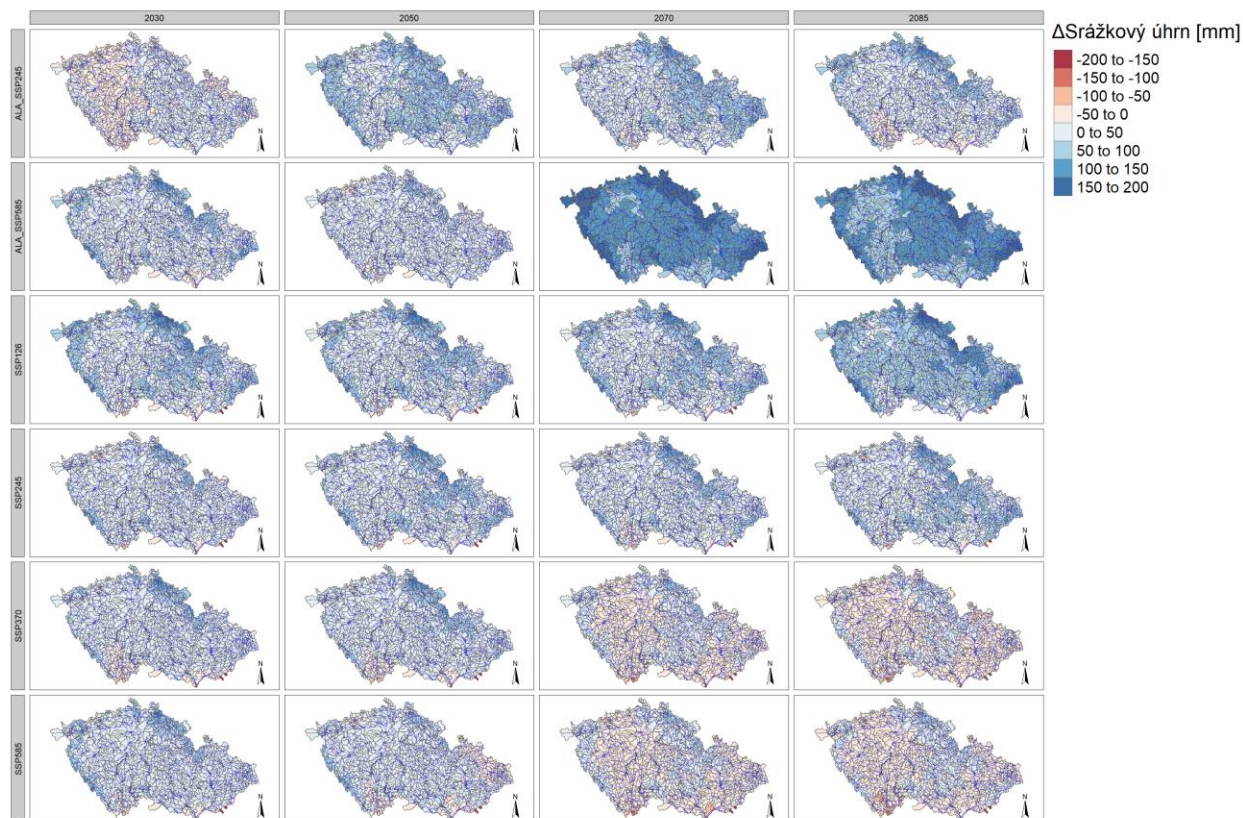 2030 2050 2070 2085
ΔSrážkový úhrn [mm]
-200 to -150
-150 to -100
-100 to -50
-50 to 0
0 to 50
50 to 100
100 to 150
150 to 200
ALA_SSP245
N N N N
ALA_SSP585
N N N N
SSP126
N N N N
SSP245
N N N N
SSP370
N N N N
SSP585
N N N N